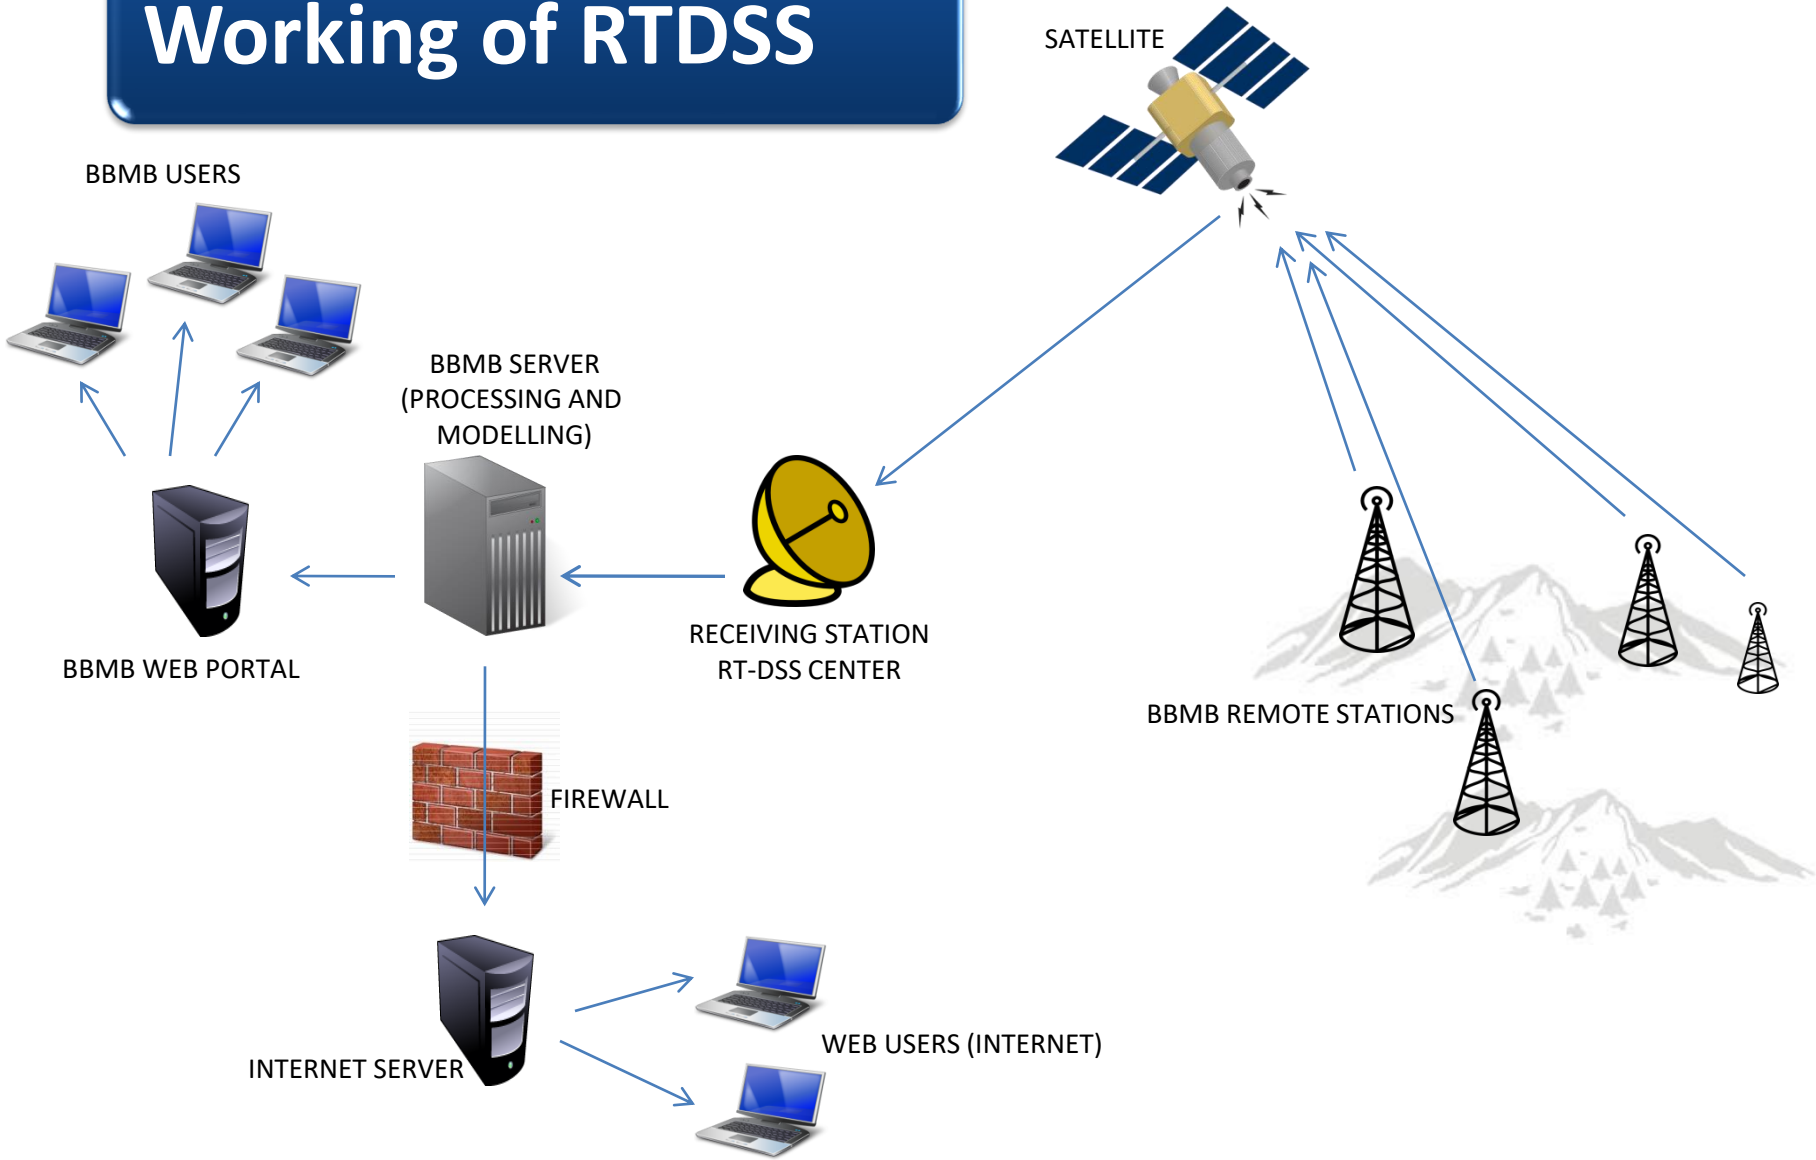 Working of RTDSS
SATELLITE
BBMB USERS
BBMB SERVER
(PROCESSING AND
MODELLING)
RECEIVING STATION
RT-DSS CENTER
BBMB WEB PORTAL
BBMB REMOTE STATIONS
FIREWALL
WEB USERS (INTERNET)
INTERNET SERVER